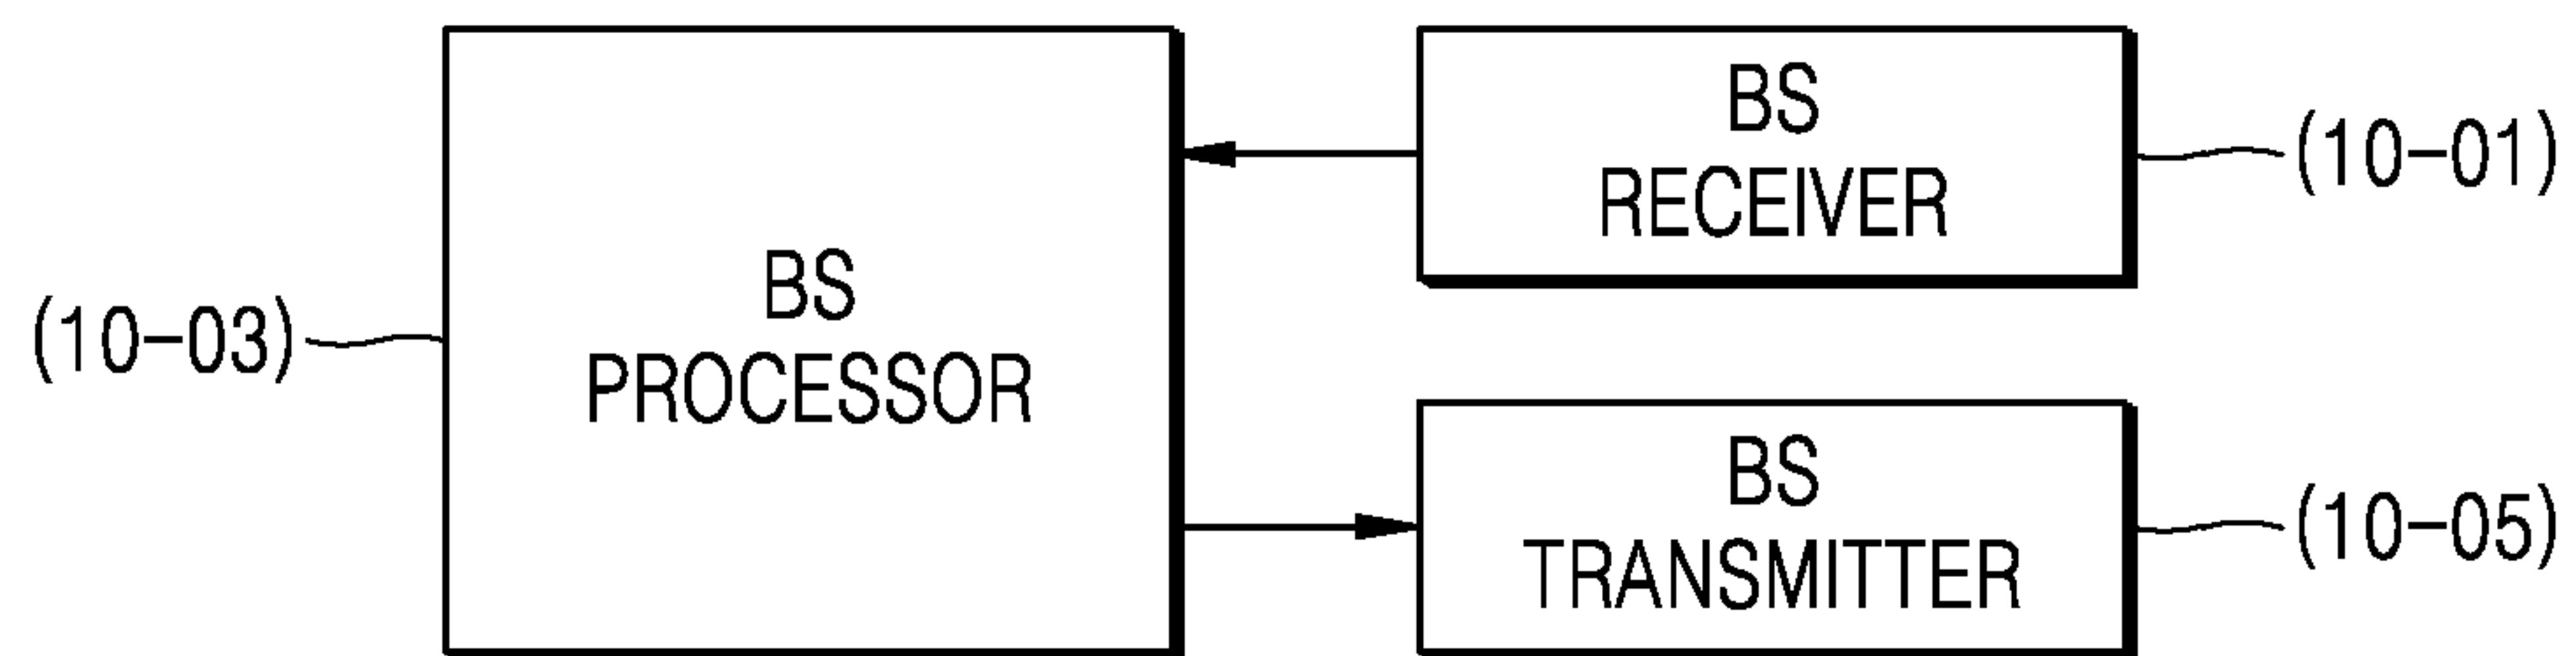 BS
RECEIVER
(10-01)
BS
PROCESSOR
(10-03)
BS
TRANSMITTER
(10-05)